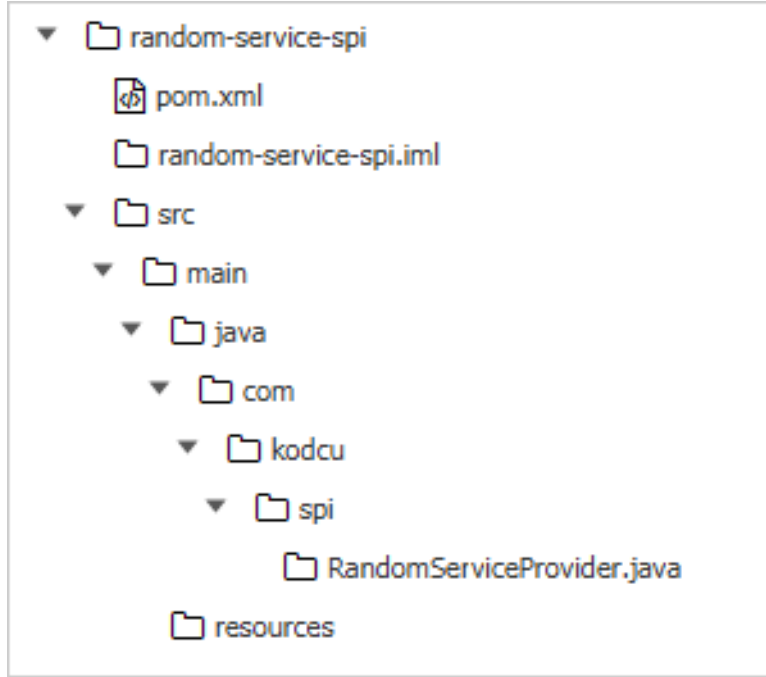 random-service-spi
pom.xml
random-service-spi.iml
src
main
java
com
kodcu
spi
RandomServiceProvider.java
resources